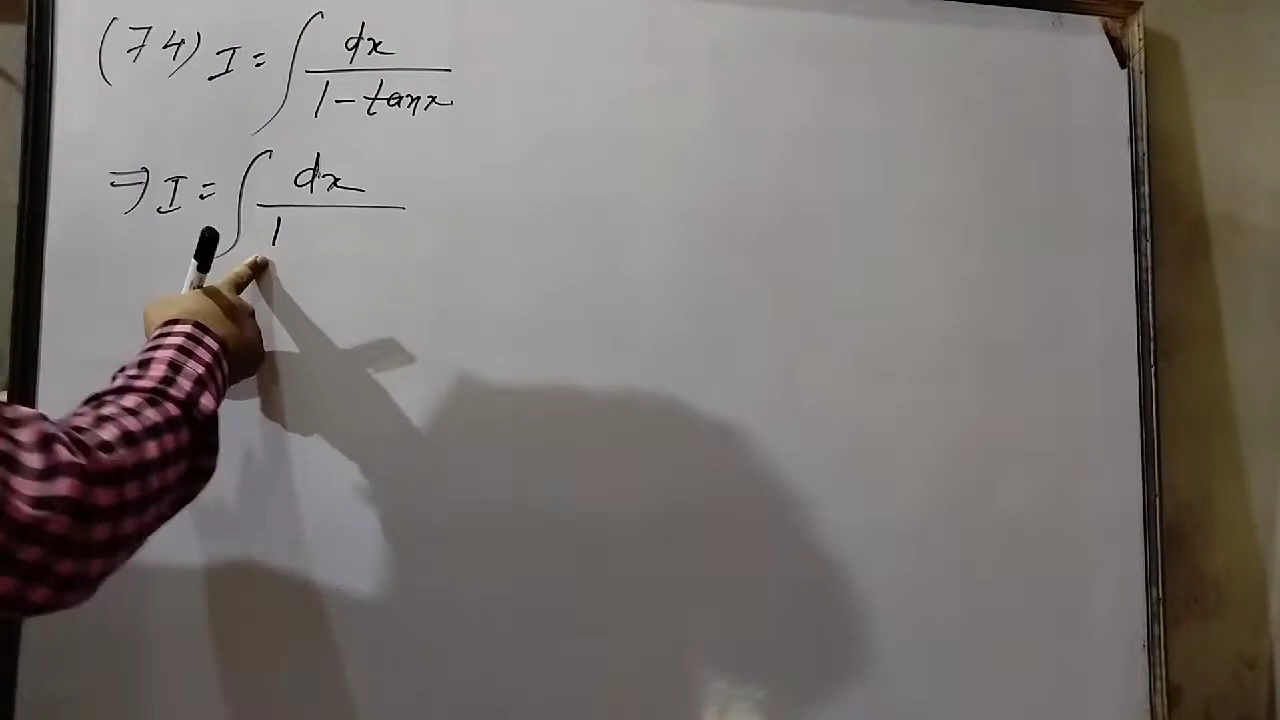 (74) I = ∫ dx / 1 - tanx
⇒ I = ∫ dx / 1